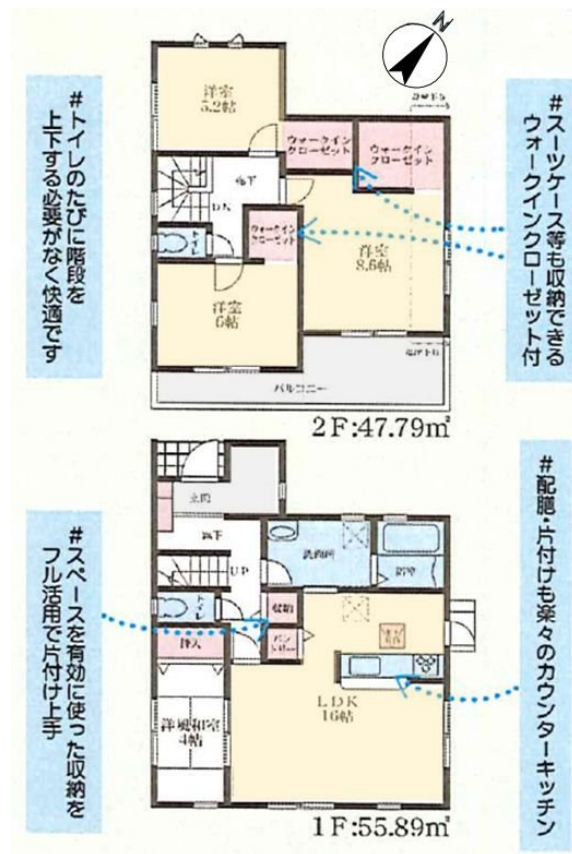 N
#トイレのたびに階段を
上下する必要がなく快適です
#スーツケース等も収納できる
ウォークインクローゼット付
洋室
5.2帖
ウォークイン
クローゼット
ウォークイン
クローゼット
廊下
DN
トイレ
ウォークイン
クローゼット
洋室
8.6帖
洋室
6帖
バルコニー
2F:47.79㎡
#スペースを有効に使った収納を
フル活用で片付け上手
#配膳・片付けも楽々のカウンターキッチン
玄関
廊下
UP
洗面所
浴室
トイレ
収納
押入
LDK
16帖
洋風和室
4帖
1F:55.89㎡